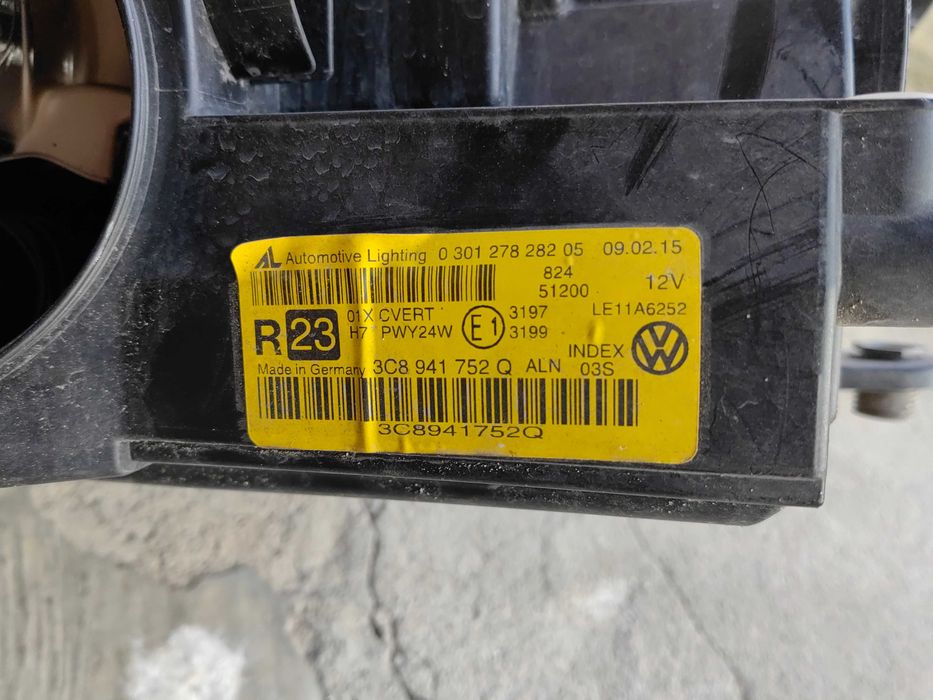 AL Automotive Lighting 0 301 278 282 05 09.02.15
824
51200 12V
01X CVERT 3197 LE11A6252
R 23 H7 PWY24W E1 3199
INDEX
Made in Germany 3C8 941 752 Q ALN 03S
3C8941752Q